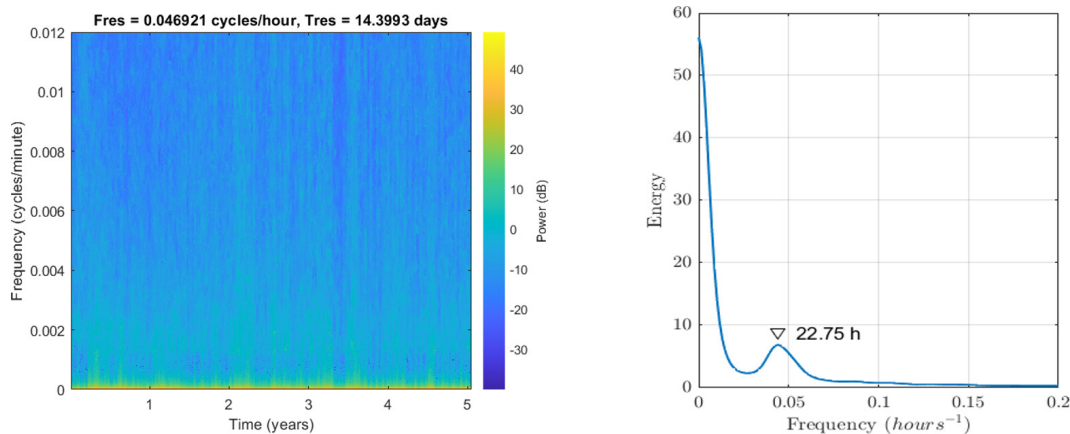 Fres = 0.046921 cycles/hour, Tres = 14.3993 days
0.012
0.01
0.008
0.006
0.004
0.002
0
Frequency (cycles/minute)
1 2 3 4 5
Time (years)
40
30
20
10
0
-10
-20
-30
Power (dB)
60
50
40
30
20
10
0
Energy
22.75 h
0 0.05 0.1 0.15 0.2
Frequency (hours⁻¹)